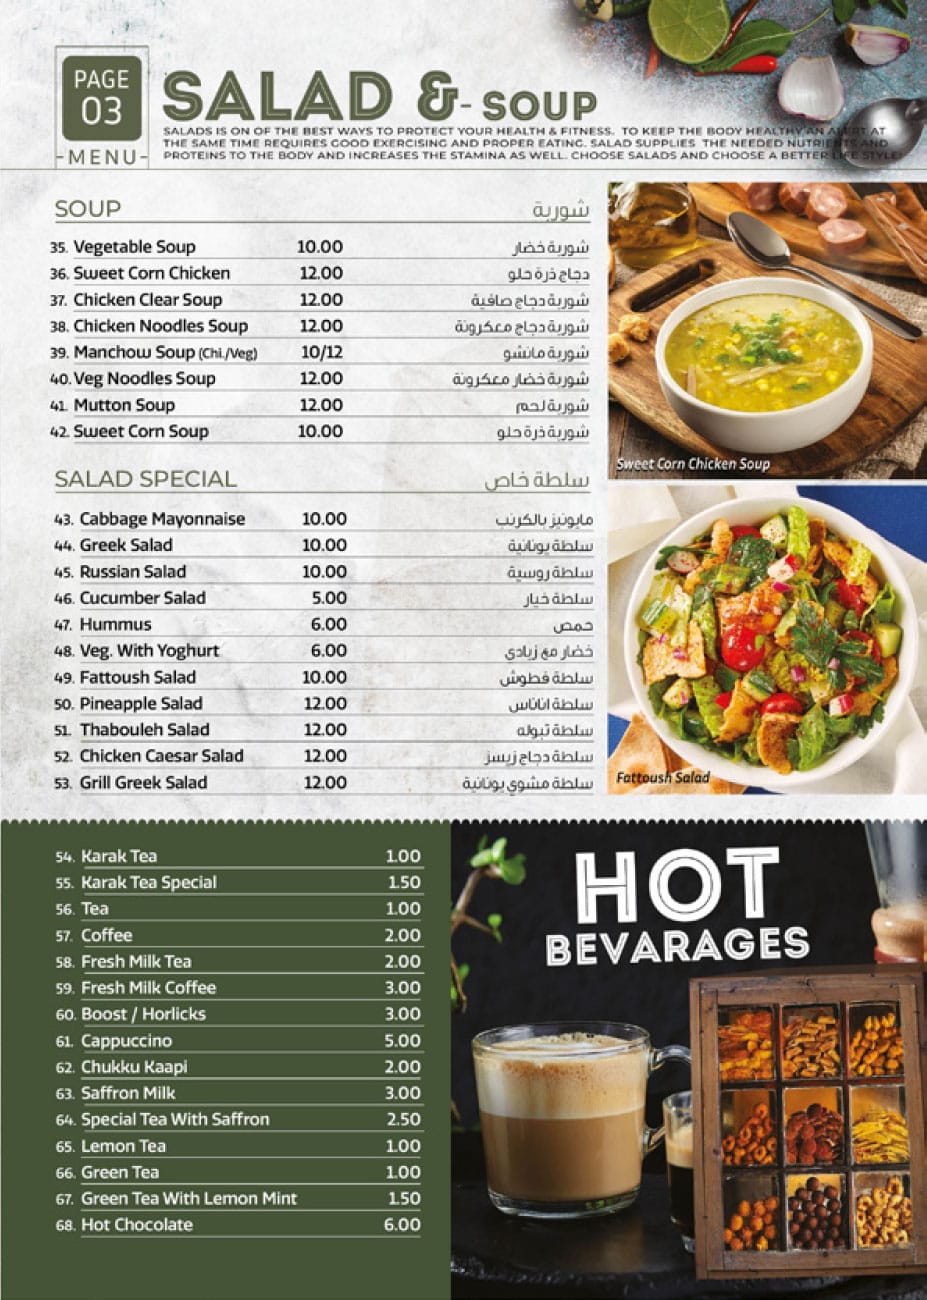 PAGE
03
-MENU-
SALAD &- SOUP
SALADS IS ON OF THE BEST WAYS TO PROTECT YOUR HEALTH & FITNESS. TO KEEP THE BODY HEALTHY AN ALERT AT
THE SAME TIME REQUIRES GOOD EXERCISING AND PROPER EATING. SALAD SUPPLIES THE NEEDED NUTRIENTS AND
PROTEINS TO THE BODY AND INCREASES THE STAMINA AS WELL. CHOOSE SALADS AND CHOOSE A BETTER LIFE STYLE!
SOUP شوربة
35. Vegetable Soup 10.00 شوربة خضار
36. Sweet Corn Chicken 12.00 دجاج ذرة حلو
37. Chicken Clear Soup 12.00 شوربة دجاج صافية
38. Chicken Noodles Soup 12.00 شوربة دجاج معكرونة
39. Manchow Soup (Chi./Veg) 10/12 شوربة مانشو
40. Veg Noodles Soup 12.00 شوربة خضار معكرونة
41. Mutton Soup 12.00 شوربة لحم
42. Sweet Corn Soup 10.00 شوربة ذرة حلو
Sweet Corn Chicken Soup
SALAD SPECIAL سلطة خاص
43. Cabbage Mayonnaise 10.00 مايونيز بالكرنب
44. Greek Salad 10.00 سلطة يونانية
45. Russian Salad 10.00 سلطة روسية
46. Cucumber Salad 5.00 سلطة خيار
47. Hummus 6.00 حمص
48. Veg. With Yoghurt 6.00 خضار مع زبادي
49. Fattoush Salad 10.00 سلطة فطوش
50. Pineapple Salad 12.00 سلطة اناناس
51. Thabouleh Salad 12.00 سلطة تبوله
52. Chicken Caesar Salad 12.00 سلطة دجاج زيسز
53. Grill Greek Salad 12.00 سلطة مشوي يونانية
Fattoush Salad
54. Karak Tea 1.00
55. Karak Tea Special 1.50
56. Tea 1.00
57. Coffee 2.00
58. Fresh Milk Tea 2.00
59. Fresh Milk Coffee 3.00
60. Boost / Horlicks 3.00
61. Cappuccino 5.00
62. Chukku Kaapi 2.00
63. Saffron Milk 3.00
64. Special Tea With Saffron 2.50
65. Lemon Tea 1.00
66. Green Tea 1.00
67. Green Tea With Lemon Mint 1.50
68. Hot Chocolate 6.00
HOT
BEVARAGES